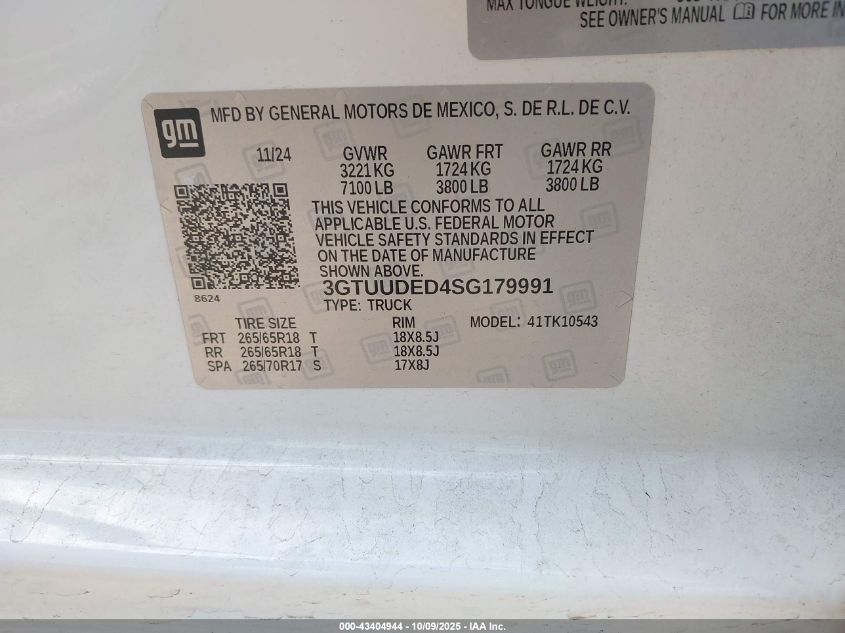 MAX TONGUE WEIGHT:
SEE OWNER'S MANUAL FOR MORE IN
gm
MFD BY GENERAL MOTORS DE MEXICO, S. DE R.L. DE C.V.
11/24 GVWR GAWR FRT GAWR RR
3221 KG 1724 KG 1724 KG
7100 LB 3800 LB 3800 LB
THIS VEHICLE CONFORMS TO ALL
APPLICABLE U.S. FEDERAL MOTOR
VEHICLE SAFETY STANDARDS IN EFFECT
ON THE DATE OF MANUFACTURE
SHOWN ABOVE.
8624
3GTUUDED4SG179991
TYPE: TRUCK
TIRE SIZE RIM MODEL: 41TK10543
FRT 265/65R18 T 18X8.5J
RR 265/65R18 T 18X8.5J
SPA 265/70R17 S 17X8J
000-43404944 - 10/09/2025 - IAA Inc.